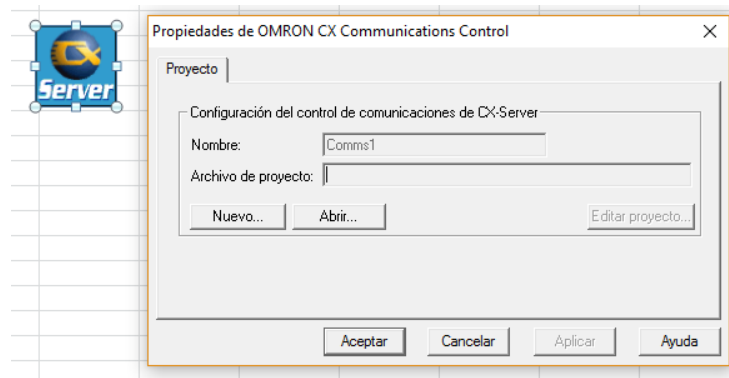 CX
Server
Propiedades de OMRON CX Communications Control
Proyecto
Configuración del control de comunicaciones de CX-Server
Nombre: Comms1
Archivo de proyecto:
Nuevo... Abrir... Editar proyecto...
Aceptar Cancelar Aplicar Ayuda